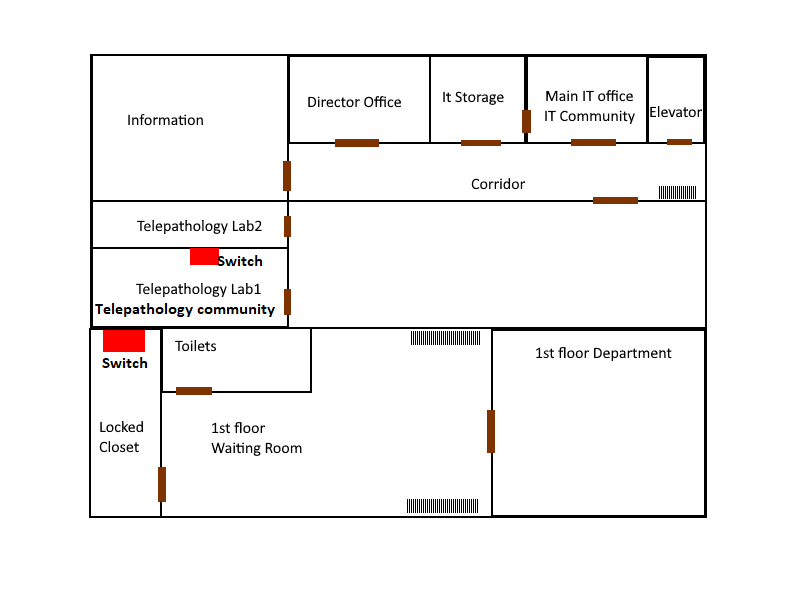 Information
Director Office
It Storage
Main IT office
IT Community
Elevator
Corridor
Telepathology Lab2
Switch
Telepathology Lab1
Telepathology community
Switch
Toilets
1st floor Department
Locked
Closet
1st floor
Waiting Room